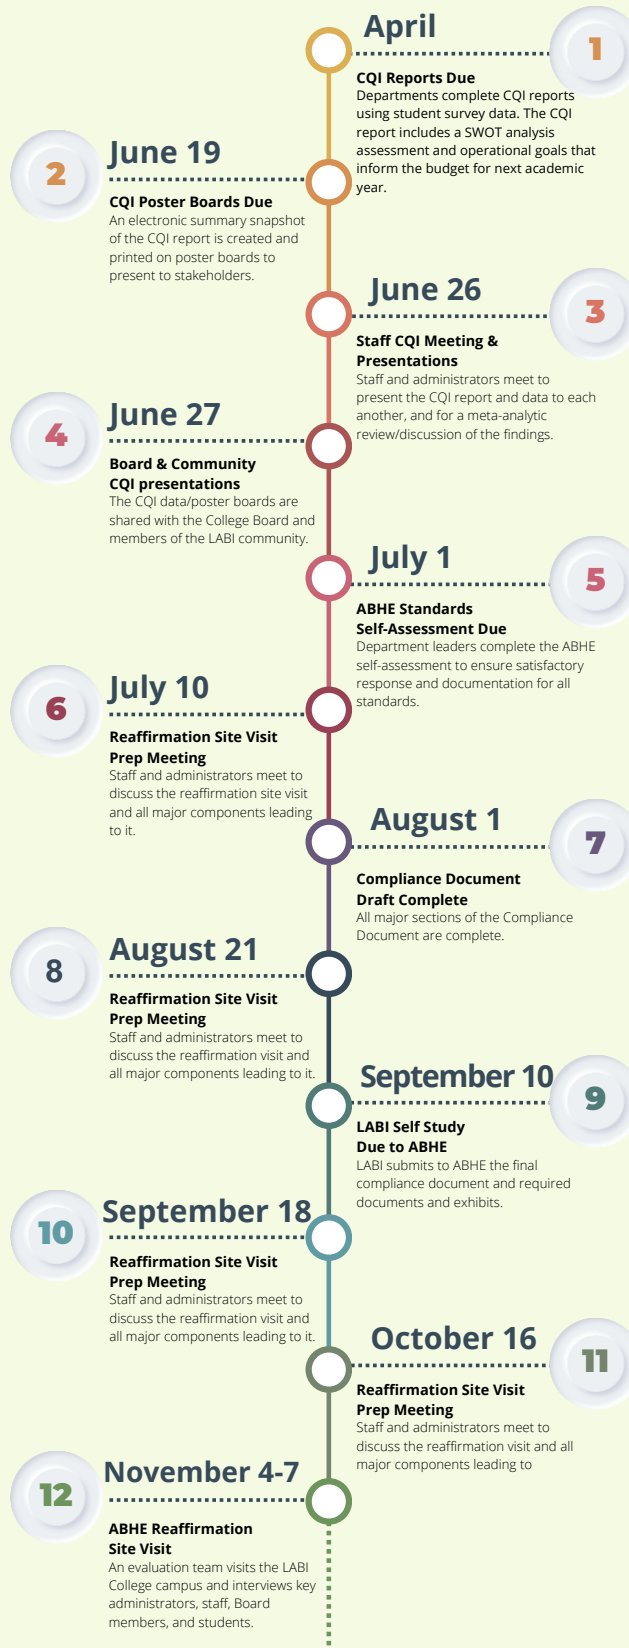 April
1
CQI Reports Due
Departments complete CQI reports
using student survey data. The CQI
report includes a SWOT analysis
assessment and operational goals that
inform the budget for next academic
year.
June 19
2
CQI Poster Boards Due
An electronic summary snapshot
of the CQI report is created and
printed on poster boards to
present to stakeholders.
June 26
3
Staff CQI Meeting &
Presentations
Staff and administrators meet to
present the CQI report and data to each
another, and for a meta-analytic
review/discussion of the findings.
June 27
4
Board & Community
CQI presentations
The CQI data/poster boards are
shared with the College Board and
members of the LABI community.
July 1
5
ABHE Standards
Self-Assessment Due
Department leaders complete the ABHE
self-assessment to ensure satisfactory
response and documentation for all
standards.
July 10
6
Reaffirmation Site Visit
Prep Meeting
Staff and administrators meet to
discuss the reaffirmation site visit
and all major components leading
to it.
August 1
7
Compliance Document
Draft Complete
All major sections of the Compliance
Document are complete.
August 21
8
Reaffirmation Site Visit
Prep Meeting
Staff and administrators meet to
discuss the reaffirmation visit and
all major components leading to it.
September 10
9
LABI Self Study
Due to ABHE
LABI submits to ABHE the final
compliance document and required
documents and exhibits.
September 18
10
Reaffirmation Site Visit
Prep Meeting
Staff and administrators meet to
discuss the reaffirmation visit and
all major components leading to it.
October 16
11
Reaffirmation Site Visit
Prep Meeting
Staff and administrators meet to
discuss the reaffirmation visit and all
major components leading to
November 4-7
12
ABHE Reaffirmation
Site Visit
An evaluation team visits the LABI
College campus and interviews key
administrators, staff, Board
members, and students.